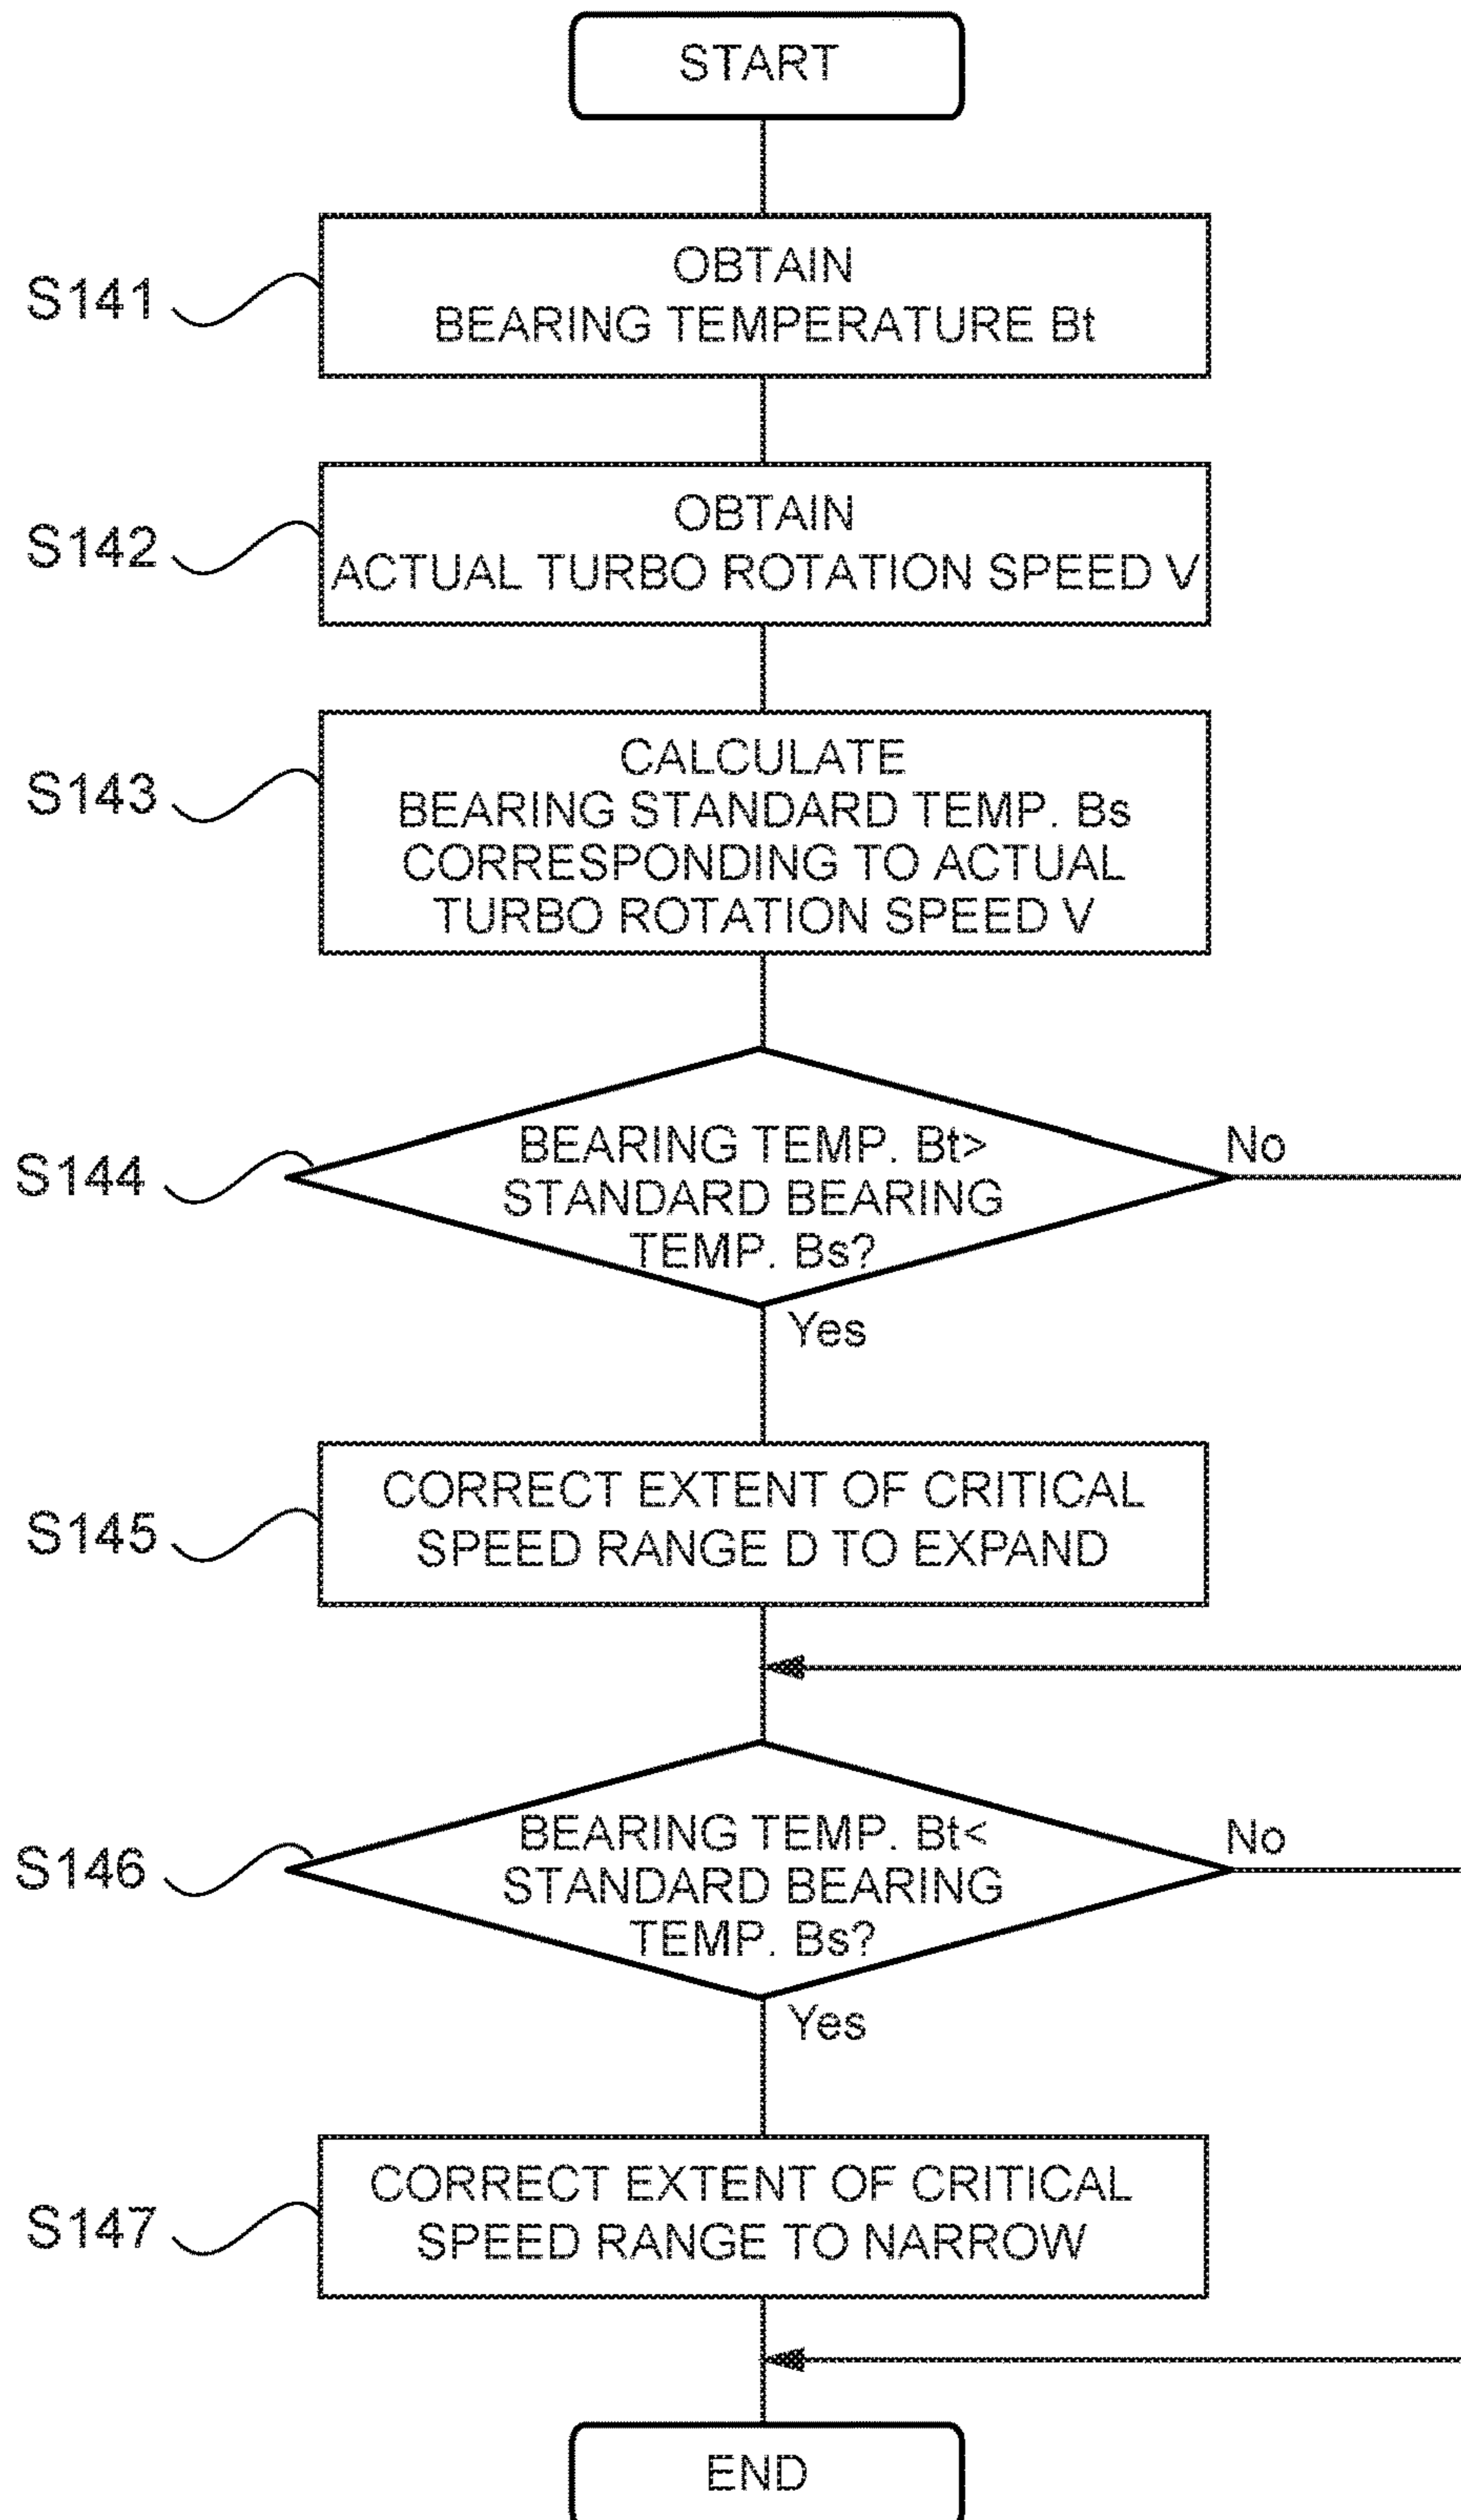 START
S141
OBTAIN
BEARING TEMPERATURE Bt
S142
OBTAIN
ACTUAL TURBO ROTATION SPEED V
S143
CALCULATE
BEARING STANDARD TEMP. Bs
CORRESPONDING TO ACTUAL
TURBO ROTATION SPEED V
S144
BEARING TEMP. Bt>
STANDARD BEARING
TEMP. Bs?
No
Yes
S145
CORRECT EXTENT OF CRITICAL
SPEED RANGE D TO EXPAND
S146
BEARING TEMP. Bt<
STANDARD BEARING
TEMP. Bs?
No
Yes
S147
CORRECT EXTENT OF CRITICAL
SPEED RANGE TO NARROW
END